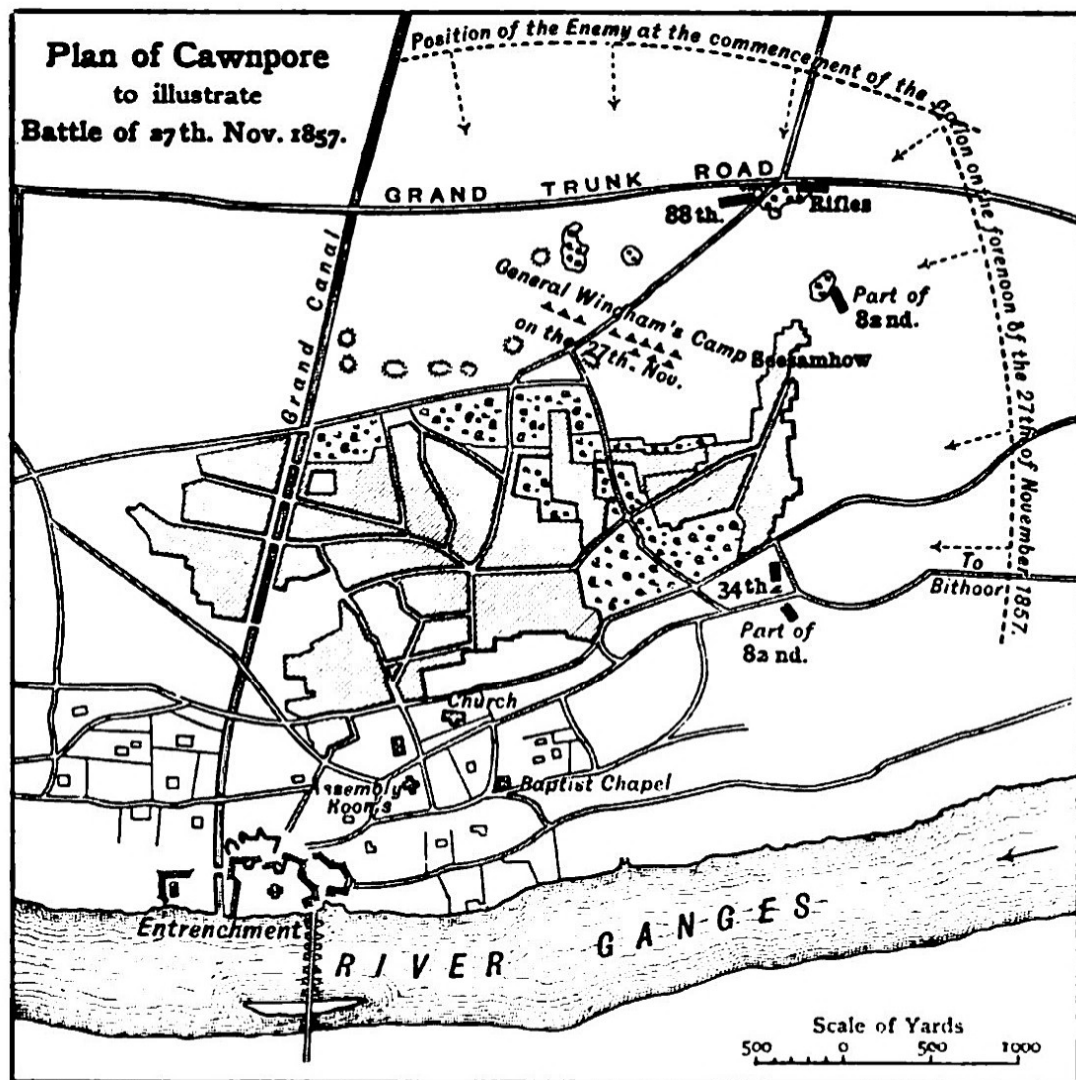 Plan of Cawnpore
to illustrate
Battle of 27th. Nov. 1857.
Position of the Enemy at the commencement of the action on the forenoon of the 27th. of November 1857.
GRAND TRUNK ROAD
88th.
Rifles
Grand Canal
General Windham's Camp
on the 27th. Nov.
Part of
82nd.
Seesamhow
To
Bithoor
34th
Part of
82nd.
Church
Assembly
Rooms
Baptist Chapel
Entrenchment
RIVER GANGES
Scale of Yards
500 0 500 1000